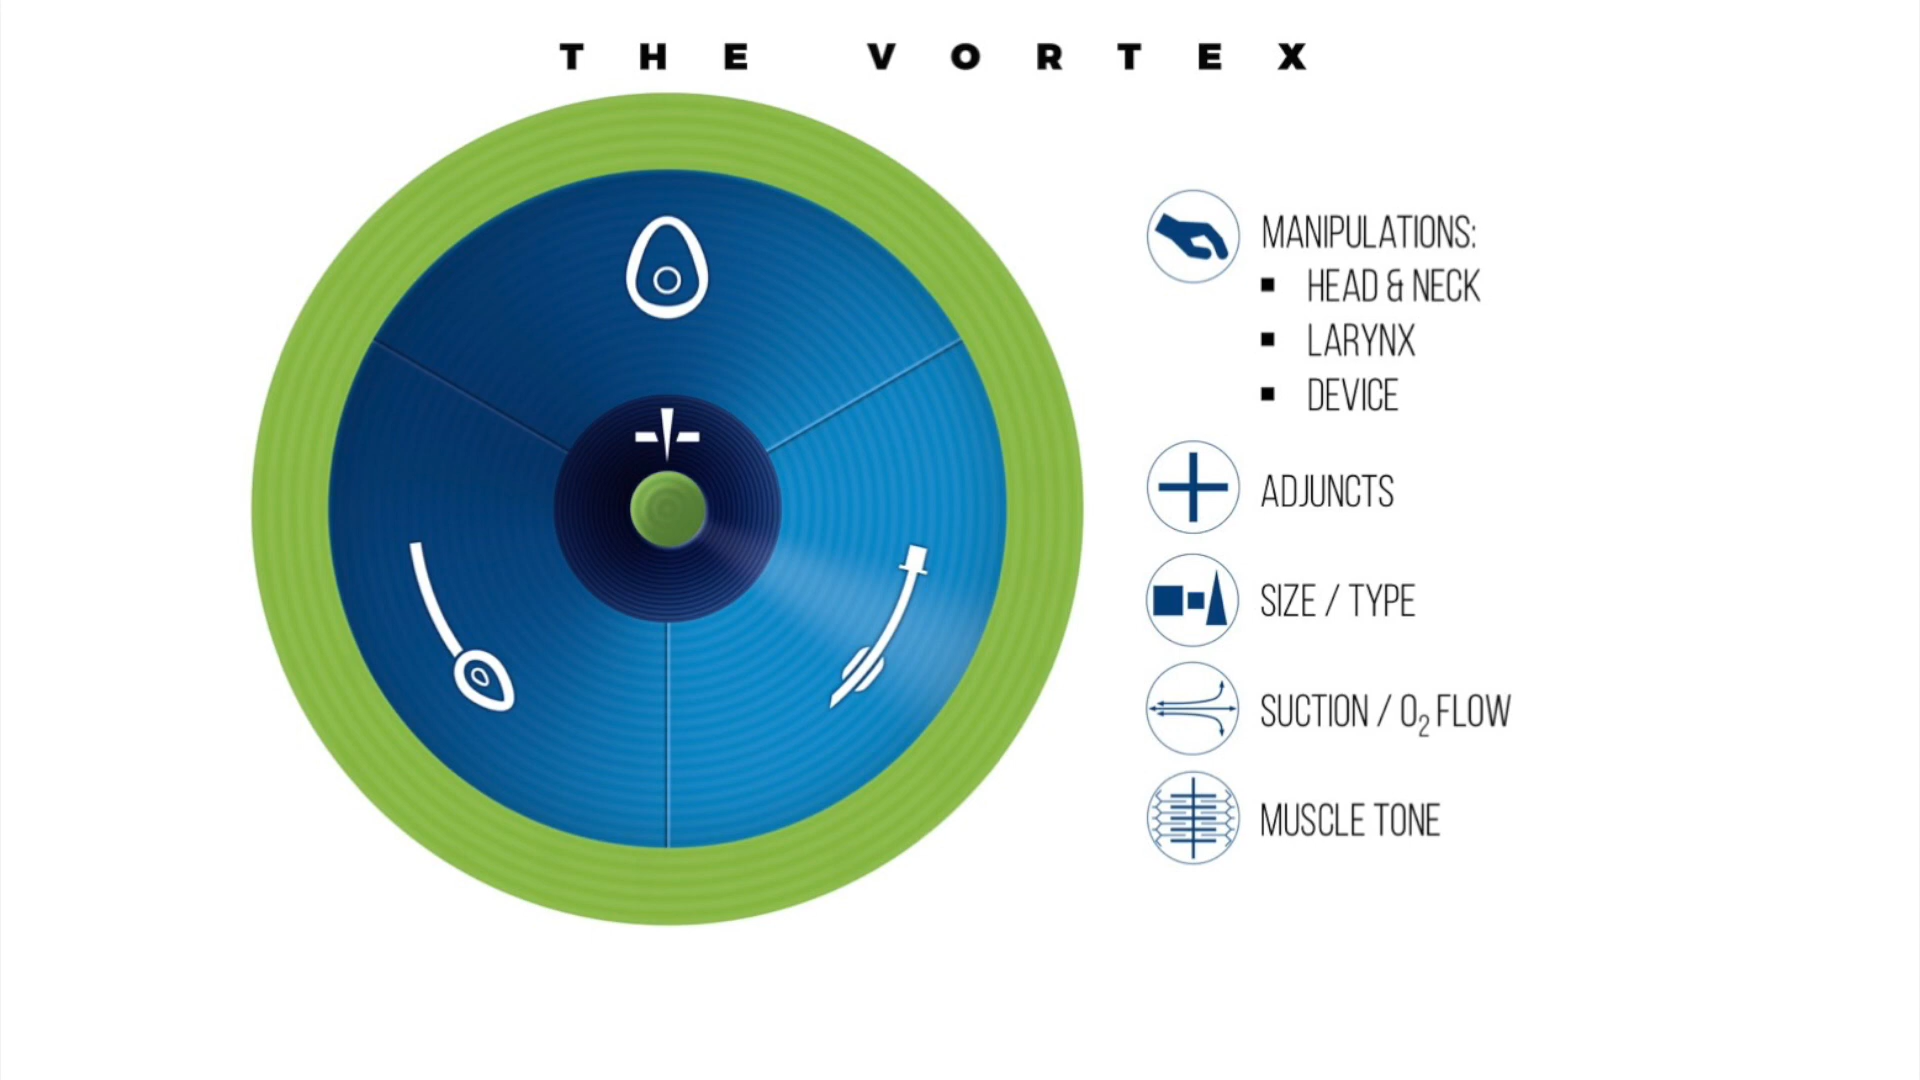 THE VORTEX
MANIPULATIONS:
▪ HEAD & NECK
▪ LARYNX
▪ DEVICE
ADJUNCTS
SIZE / TYPE
SUCTION / O₂ FLOW
MUSCLE TONE